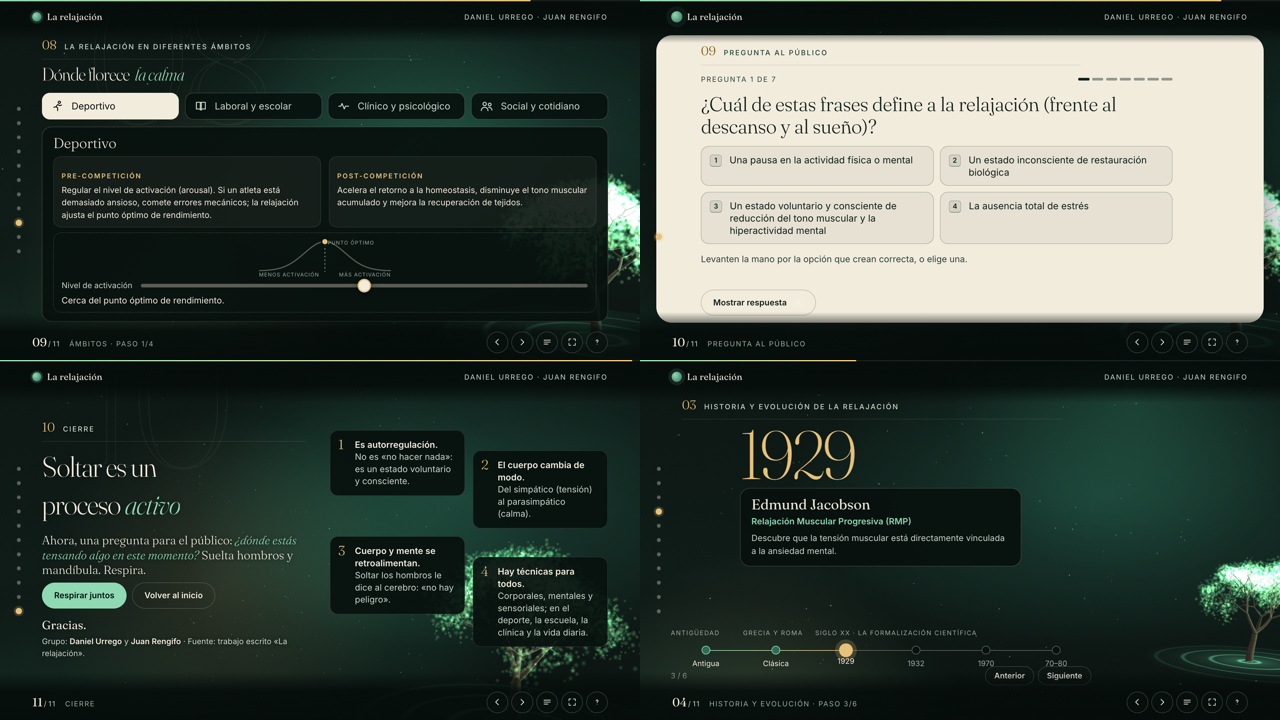 La relajación
DANIEL URREGO · JUAN RENGIFO
08 LA RELAJACIÓN EN DIFERENTES ÁMBITOS
Dónde florece la calma
Deportivo
Laboral y escolar
Clínico y psicológico
Social y cotidiano
Deportivo
PRE-COMPETICIÓN
Regular el nivel de activación (arousal). Si un atleta está
demasiado ansioso, comete errores mecánicos; la relajación
ajusta el punto óptimo de rendimiento.
POST-COMPETICIÓN
Acelera el retorno a la homeostasis, disminuye el tono muscular
acumulado y mejora la recuperación de tejidos.
PUNTO ÓPTIMO
MENOS ACTIVACIÓN
MÁS ACTIVACIÓN
Nivel de activación
Cerca del punto óptimo de rendimiento.
09/11 ÁMBITOS · PASO 1/4
?
La relajación
DANIEL URREGO · JUAN RENGIFO
09 PREGUNTA AL PÚBLICO
PREGUNTA 1 DE 7
¿Cuál de estas frases define a la relajación (frente al
descanso y al sueño)?
1 Una pausa en la actividad física o mental
2 Un estado inconsciente de restauración
biológica
3 Un estado voluntario y consciente de
reducción del tono muscular y la
hiperactividad mental
4 La ausencia total de estrés
Levanten la mano por la opción que crean correcta, o elige una.
Mostrar respuesta
10/11 PREGUNTA AL PÚBLICO
?
La relajación
DANIEL URREGO · JUAN RENGIFO
10 CIERRE
Soltar es un
proceso activo
Ahora, una pregunta para el público: ¿dónde estás
tensando algo en este momento? Suelta hombros y
mandíbula. Respira.
Respirar juntos
Volver al inicio
Gracias.
Grupo: Daniel Urrego y Juan Rengifo · Fuente: trabajo escrito «La
relajación».
1 Es autorregulación.
No es «no hacer nada»:
es un estado voluntario
y consciente.
2 El cuerpo cambia de
modo.
Del simpático (tensión)
al parasimpático
(calma).
3 Cuerpo y mente se
retroalimentan.
Soltar los hombros le
dice al cerebro: «no hay
peligro».
4 Hay técnicas para
todos.
Corporales, mentales y
sensoriales; en el
deporte, la escuela, la
clínica y la vida diaria.
11/11 CIERRE
?
La relajación
DANIEL URREGO · JUAN RENGIFO
03 HISTORIA Y EVOLUCIÓN DE LA RELAJACIÓN
1929
Edmund Jacobson
Relajación Muscular Progresiva (RMP)
Descubre que la tensión muscular está directamente vinculada
a la ansiedad mental.
ANTIGÜEDAD
GRECIA Y ROMA
SIGLO XX · LA FORMALIZACIÓN CIENTÍFICA
Antigua
Clásica
1929
1932
1970
70–80
3 / 6
Anterior
Siguiente
04/11 HISTORIA Y EVOLUCIÓN · PASO 3/6
?